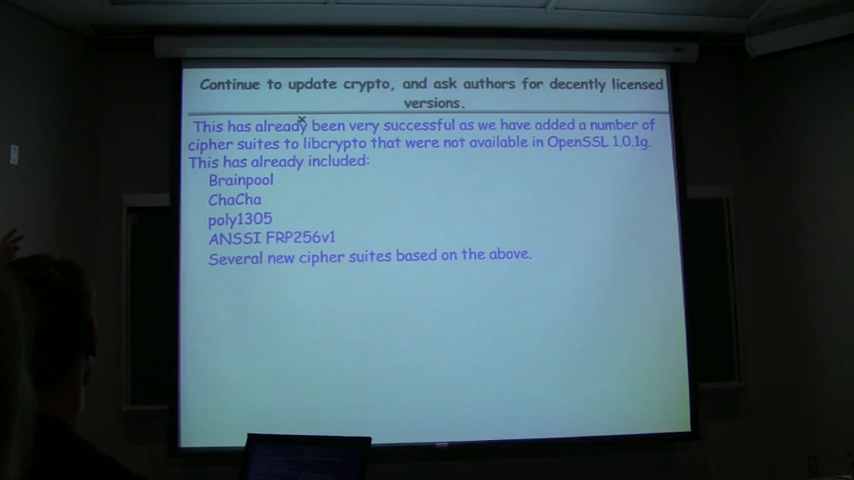 Continue to update crypto, and ask authors for decently licensed
versions.
This has already been very successful as we have added a number of
cipher suites to libcrypto that were not available in OpenSSL 1.0.1g.
This has already included:
Brainpool
ChaCha
poly1305
ANSSI FRP256v1
Several new cipher suites based on the above.